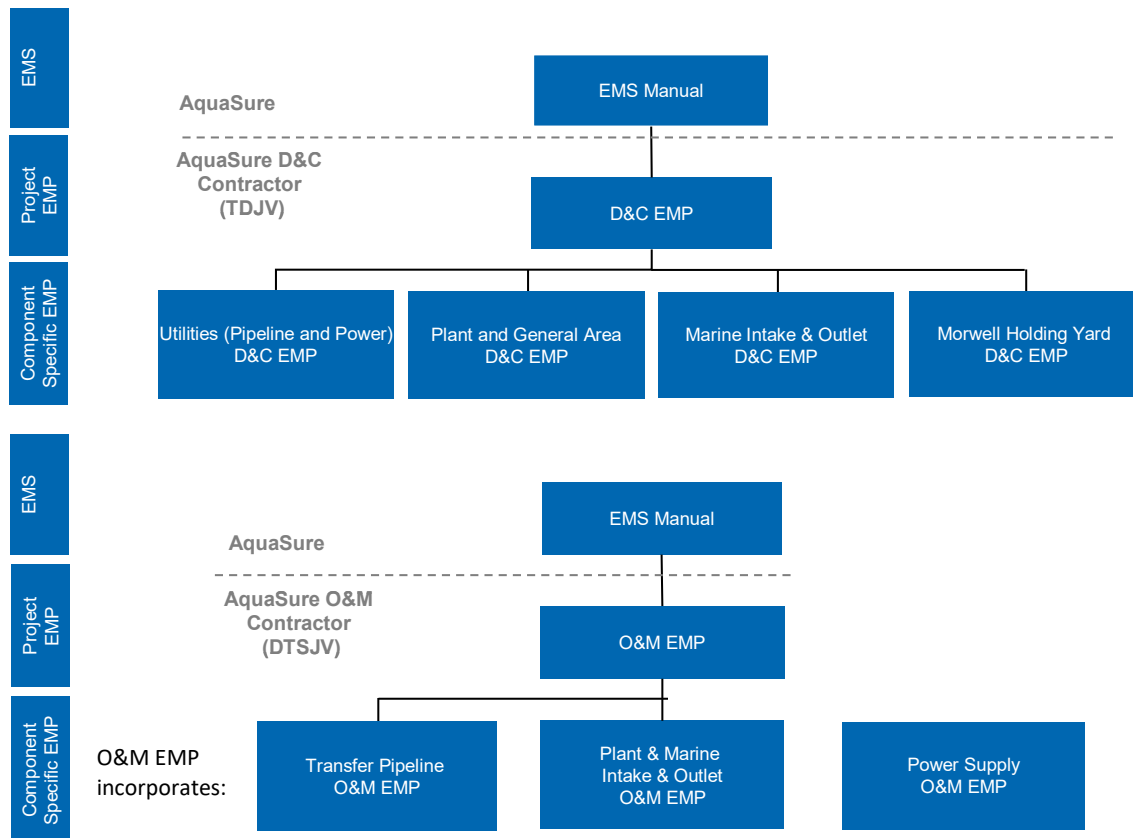 EMS
AquaSure
EMS Manual
Project
EMP
AquaSure D&C
Contractor
(TDJV)
D&C EMP
Component
Specific EMP
Utilities (Pipeline and Power)
D&C EMP
Plant and General Area
D&C EMP
Marine Intake & Outlet
D&C EMP
Morwell Holding Yard
D&C EMP
EMS
AquaSure
EMS Manual
Project
EMP
AquaSure O&M
Contractor
(DTSJV)
O&M EMP
Component
Specific EMP
O&M EMP
incorporates:
Transfer Pipeline
O&M EMP
Plant & Marine
Intake & Outlet
O&M EMP
Power Supply
O&M EMP